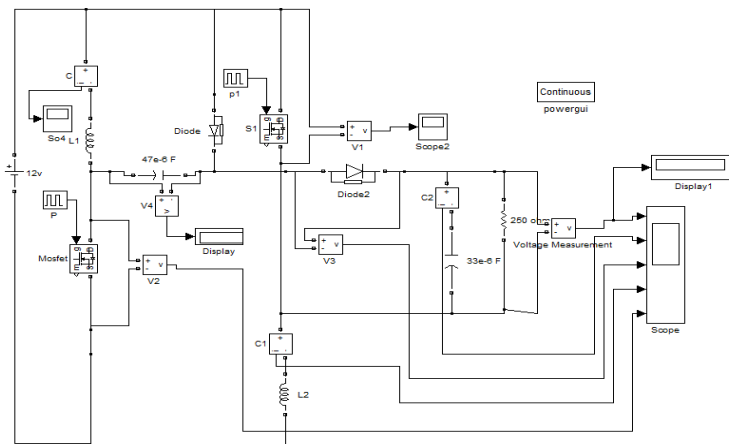 Continuous
powergui
C
So4
L1
p1
Diode
S1
V1
Scope2
12v
47e-6 F
V4
Display
P
Mosfet
V2
Diode2
V3
C2
250 ohm
Voltage Measurement
33e-6 F
Display1
Scope
C1
L2
+
-
i
v
g
m
D
S